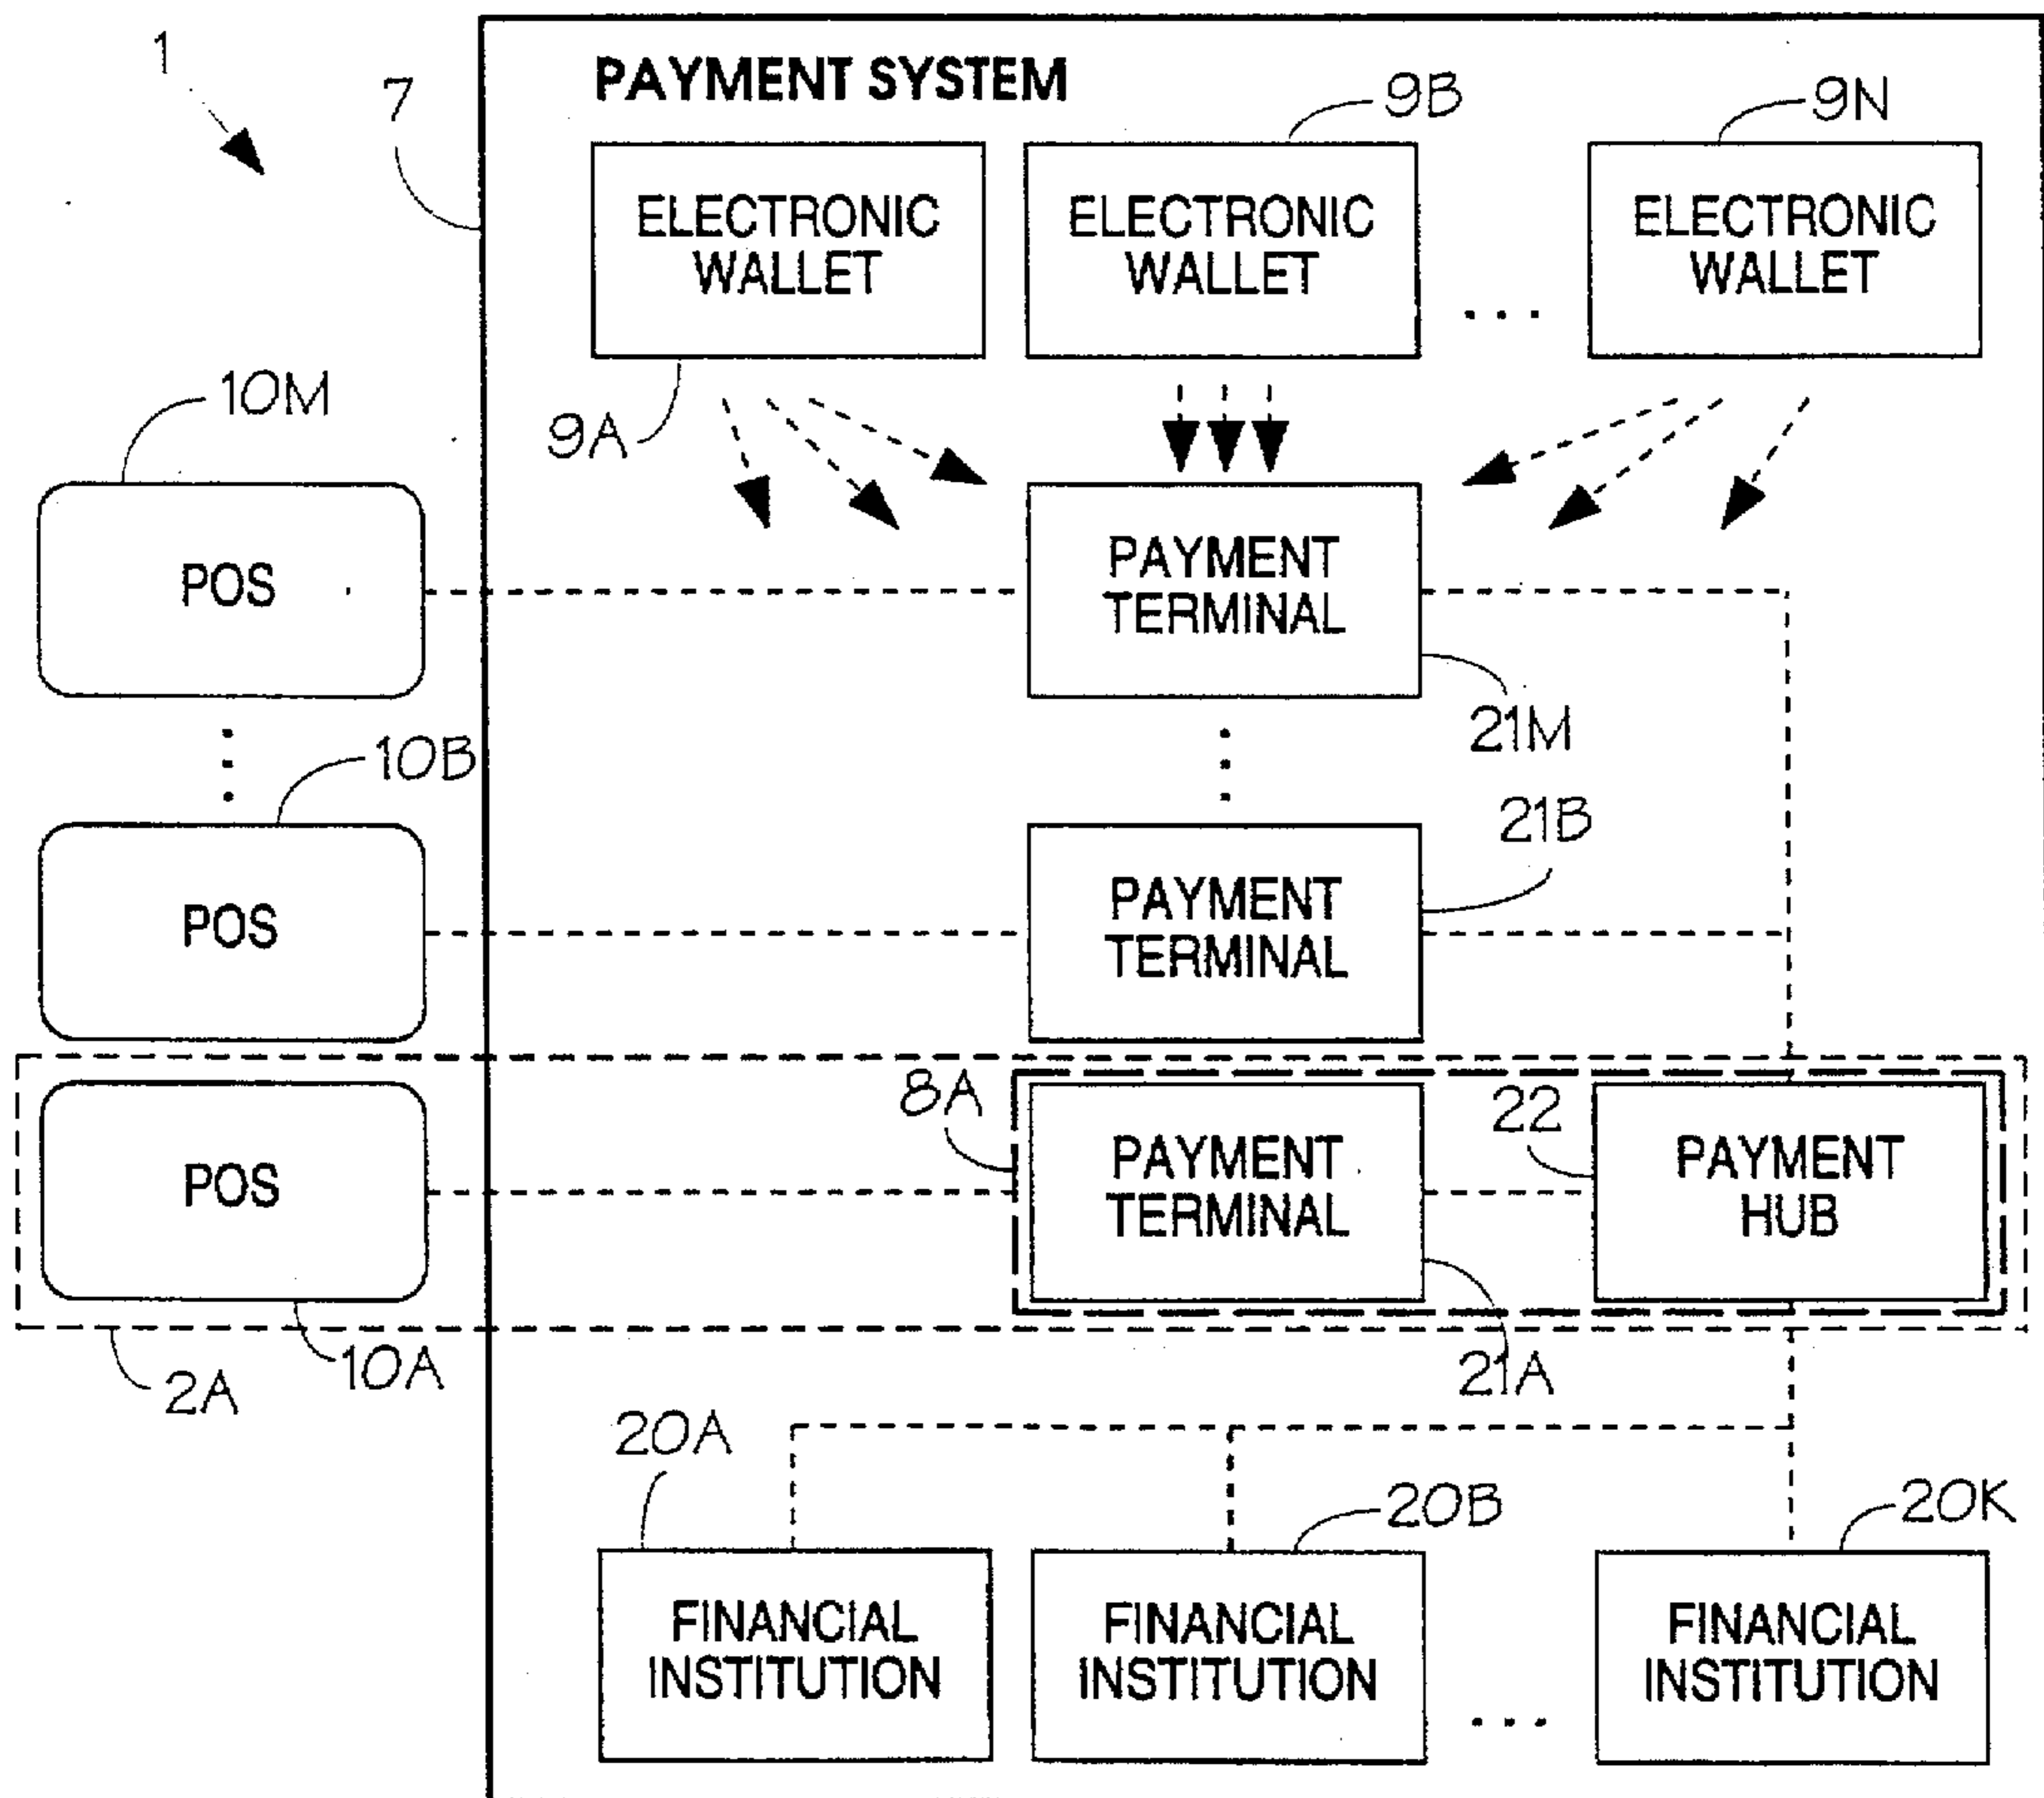 1
7
PAYMENT SYSTEM
9B
9N
ELECTRONIC
WALLET
ELECTRONIC
WALLET
...
ELECTRONIC
WALLET
10M
9A
POS
PAYMENT
TERMINAL
21M
10B
21B
POS
PAYMENT
TERMINAL
8A
22
POS
PAYMENT
TERMINAL
PAYMENT
HUB
2A
10A
21A
20A
20B
20K
FINANCIAL
INSTITUTION
FINANCIAL
INSTITUTION
...
FINANCIAL
INSTITUTION